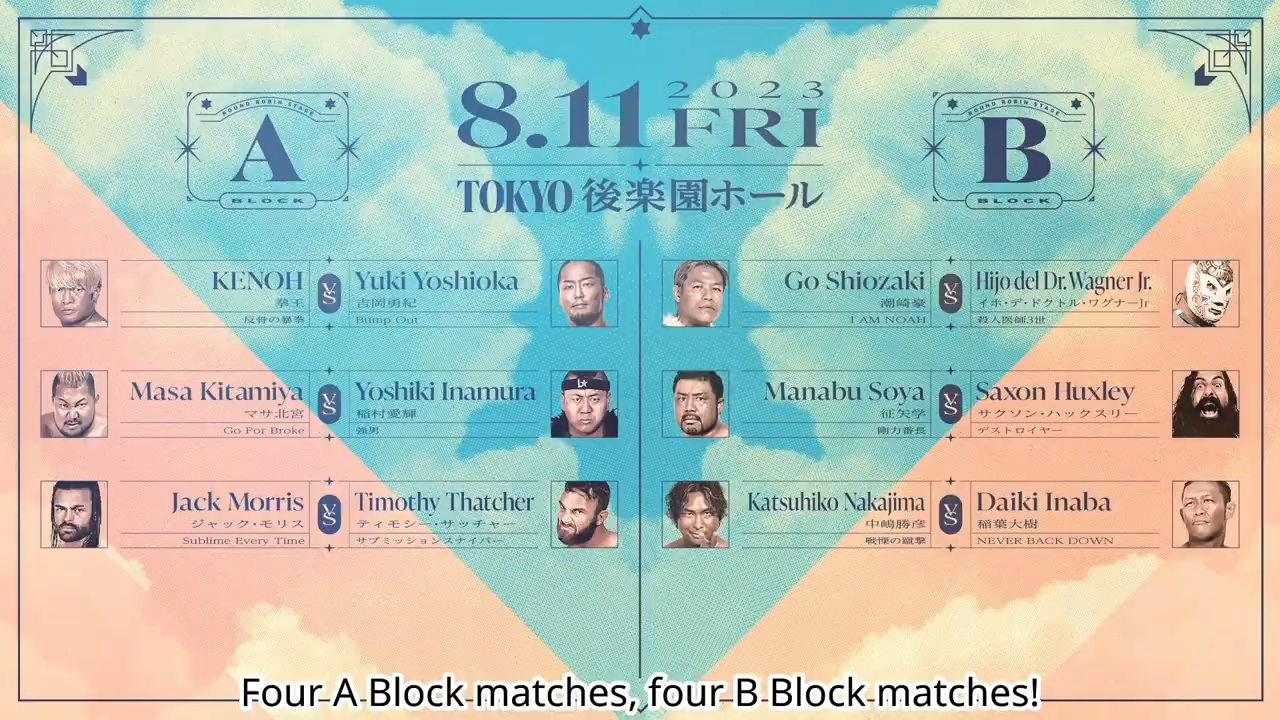 8.11 2023 FRI
TOKYO 後楽園ホール
ROUND ROBIN STAGE
A
BLOCK
KENOH
拳王
反骨の暴拳
VS
Yuki Yoshioka
吉岡勇紀
Bump Out
Masa Kitamiya
マサ北宮
Go For Broke
VS
Yoshiki Inamura
稲村愛輝
強男
Jack Morris
ジャック・モリス
Sublime Every Time
VS
Timothy Thatcher
ティモシー・サッチャー
サブミッションスナイパー
ROUND ROBIN STAGE
B
BLOCK
Go Shiozaki
潮崎豪
I AM NOAH
VS
Hijo del Dr. Wagner Jr.
イホ・デ・ドクトル・ワグナーJr
殺人医師3世
Manabu Soya
征矢学
剛力番長
VS
Saxon Huxley
サクソン・ハックスリー
デストロイヤー
Katsuhiko Nakajima
中嶋勝彦
戦慄の蹴撃
VS
Daiki Inaba
稲葉大樹
NEVER BACK DOWN
Four A Block matches, four B Block matches!